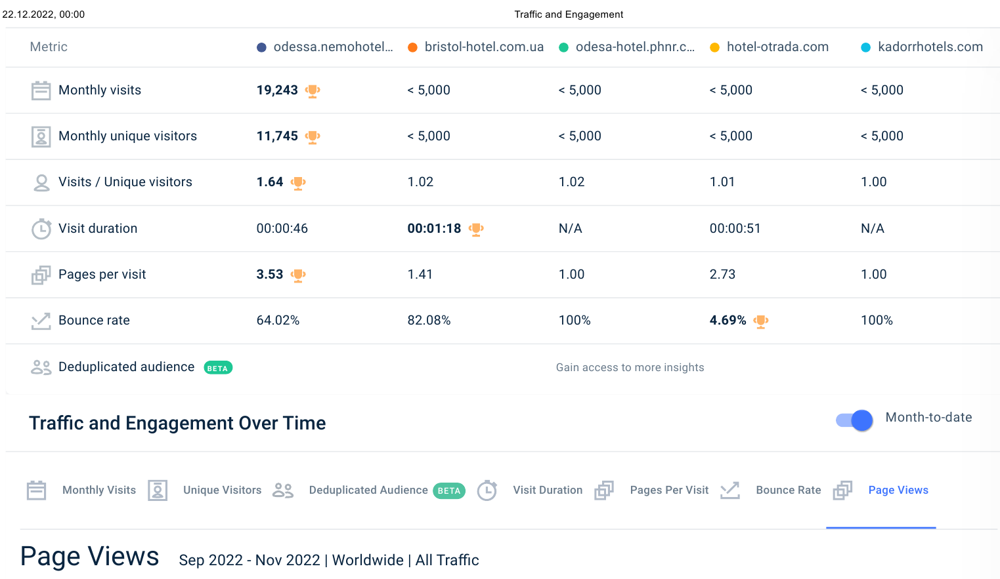 22.12.2022, 00:00 Traffic and Engagement
Metric odessa.nemohotel... bristol-hotel.com.ua odesa-hotel.phnr.c... hotel-otrada.com kadorrhotels.com
Monthly visits 19,243 < 5,000 < 5,000 < 5,000 < 5,000
Monthly unique visitors 11,745 < 5,000 < 5,000 < 5,000 < 5,000
Visits / Unique visitors 1.64 1.02 1.02 1.01 1.00
Visit duration 00:00:46 00:01:18 N/A 00:00:51 N/A
Pages per visit 3.53 1.41 1.00 2.73 1.00
Bounce rate 64.02% 82.08% 100% 4.69% 100%
Deduplicated audience BETA Gain access to more insights
Traffic and Engagement Over Time Month-to-date
Monthly Visits Unique Visitors Deduplicated Audience BETA Visit Duration Pages Per Visit Bounce Rate Page Views
Page Views Sep 2022 - Nov 2022 | Worldwide | All Traffic